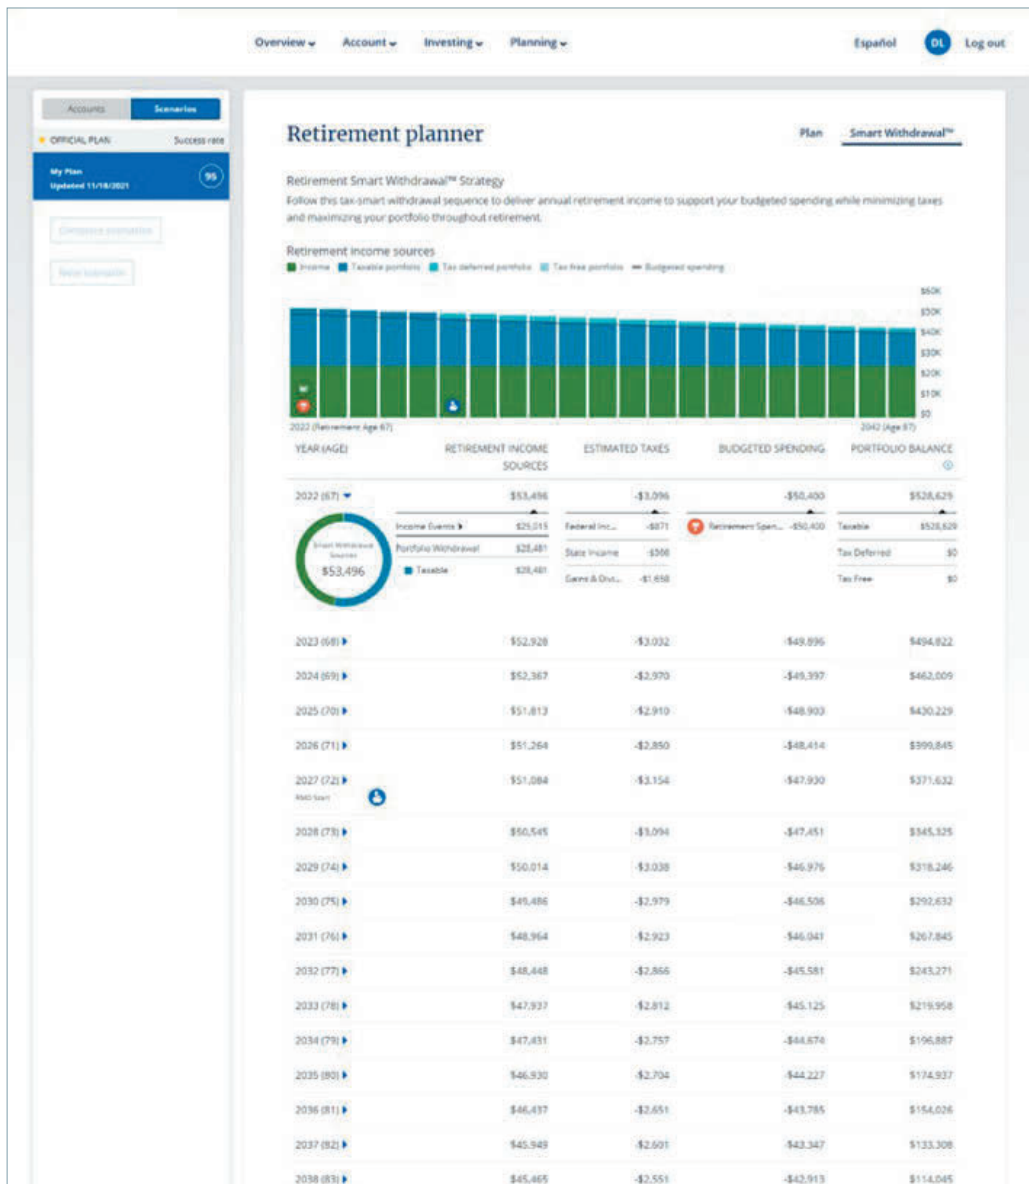 Overview Account Investing Planning Español DL Log out
Accounts Scenarios
OFFICIAL PLAN Success rate
My Plan
Updated 11/18/2021
95
Compare scenarios
New scenario
Retirement planner Plan Smart Withdrawal™
Retirement Smart Withdrawal™ Strategy
Follow this tax-smart withdrawal sequence to deliver annual retirement income to support your budgeted spending while minimizing taxes
and maximizing your portfolio throughout retirement.
Retirement income sources
Income Taxable portfolio Tax deferred portfolio Tax free portfolio Budgeted spending
$60K
$50K
$40K
$30K
$20K
$10K
$0
2022 (Retirement Age 67) 2042 (Age 87)
YEAR (AGE) RETIREMENT INCOME SOURCES ESTIMATED TAXES BUDGETED SPENDING PORTFOLIO BALANCE
2022 (67) $53,496 -$3,096 -$50,400 $528,629
Smart Withdrawal
Sources
$53,496
Income Events $25,015 Federal Inc... -$871 Retirement Spen... -$50,400 Taxable $528,629
Portfolio Withdrawal $28,481 State Income Tax Deferred $0
Taxable $28,481 Gains & Divi... -$1,658 Tax Free $0
2023 (68) $52,928 -$3,032 -$49,896 $494,822
2024 (69) $52,367 -$2,970 -$49,397 $462,009
2025 (70) $51,813 -$2,910 -$48,903 $430,229
2026 (71) $51,264 -$2,850 -$48,414 $399,845
2027 (72) $51,084 -$3,154 -$47,930 $371,632
RMD Start
2028 (73) $50,545 -$3,094 -$47,451 $345,325
2029 (74) $50,014 -$3,038 -$46,976 $318,246
2030 (75) $49,486 -$2,979 -$46,506 $292,632
2031 (76) $48,964 -$2,923 -$46,041 $267,845
2032 (77) $48,448 -$2,866 -$45,581 $243,271
2033 (78) $47,937 -$2,812 -$45,125 $219,958
2034 (79) $47,431 -$2,757 -$44,674 $196,887
2035 (80) $46,930 -$2,704 -$44,227 $174,937
2036 (81) $46,437 -$2,651 -$43,785 $154,026
2037 (82) $45,949 -$2,601 -$43,347 $133,308
2038 (83) $45,465 -$2,551 -$42,913 $114,045